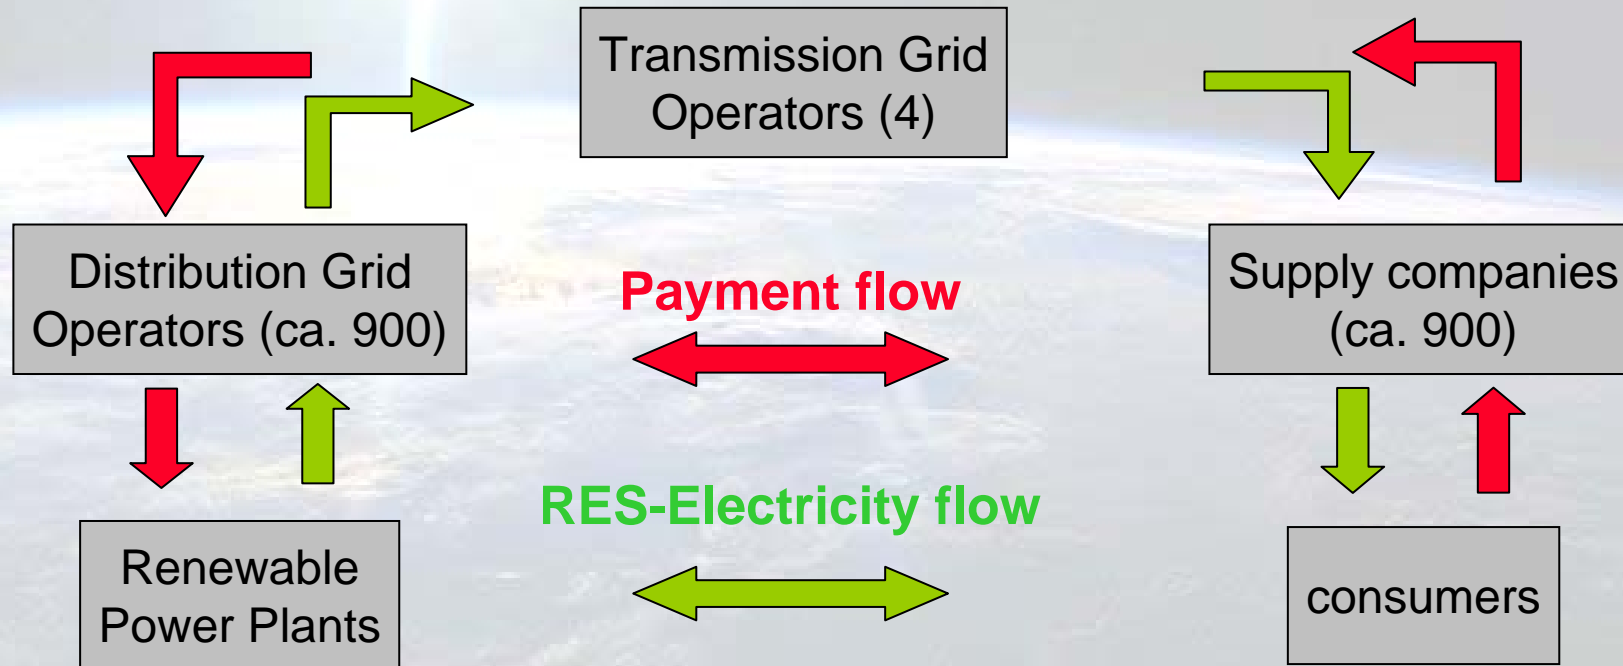 Transmission Grid
Operators (4)
Distribution Grid
Operators (ca. 900)
Payment flow
Supply companies
(ca. 900)
RES-Electricity flow
Renewable
Power Plants
consumers